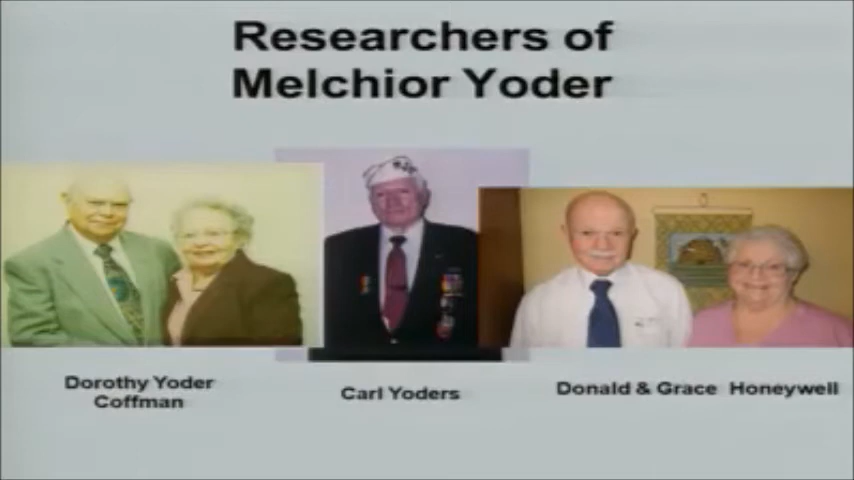 Researchers of
Melchior Yoder
Dorothy Yoder
Coffman
Carl Yoders
Donald & Grace Honeywell